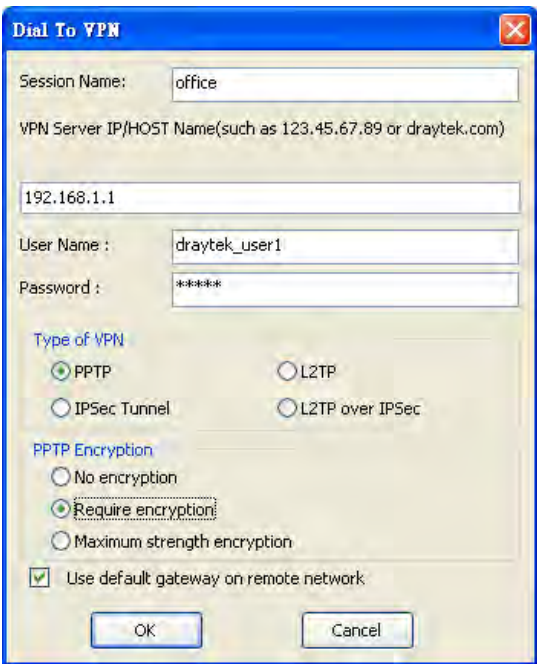 Dial To VPN
Session Name: office
VPN Server IP/HOST Name(such as 123.45.67.89 or draytek.com)
192.168.1.1
User Name : draytek_user1
Password : *****
Type of VPN
PPTP L2TP
IPSec Tunnel L2TP over IPSec
PPTP Encryption
No encryption
Require encryption
Maximum strength encryption
Use default gateway on remote network
OK Cancel